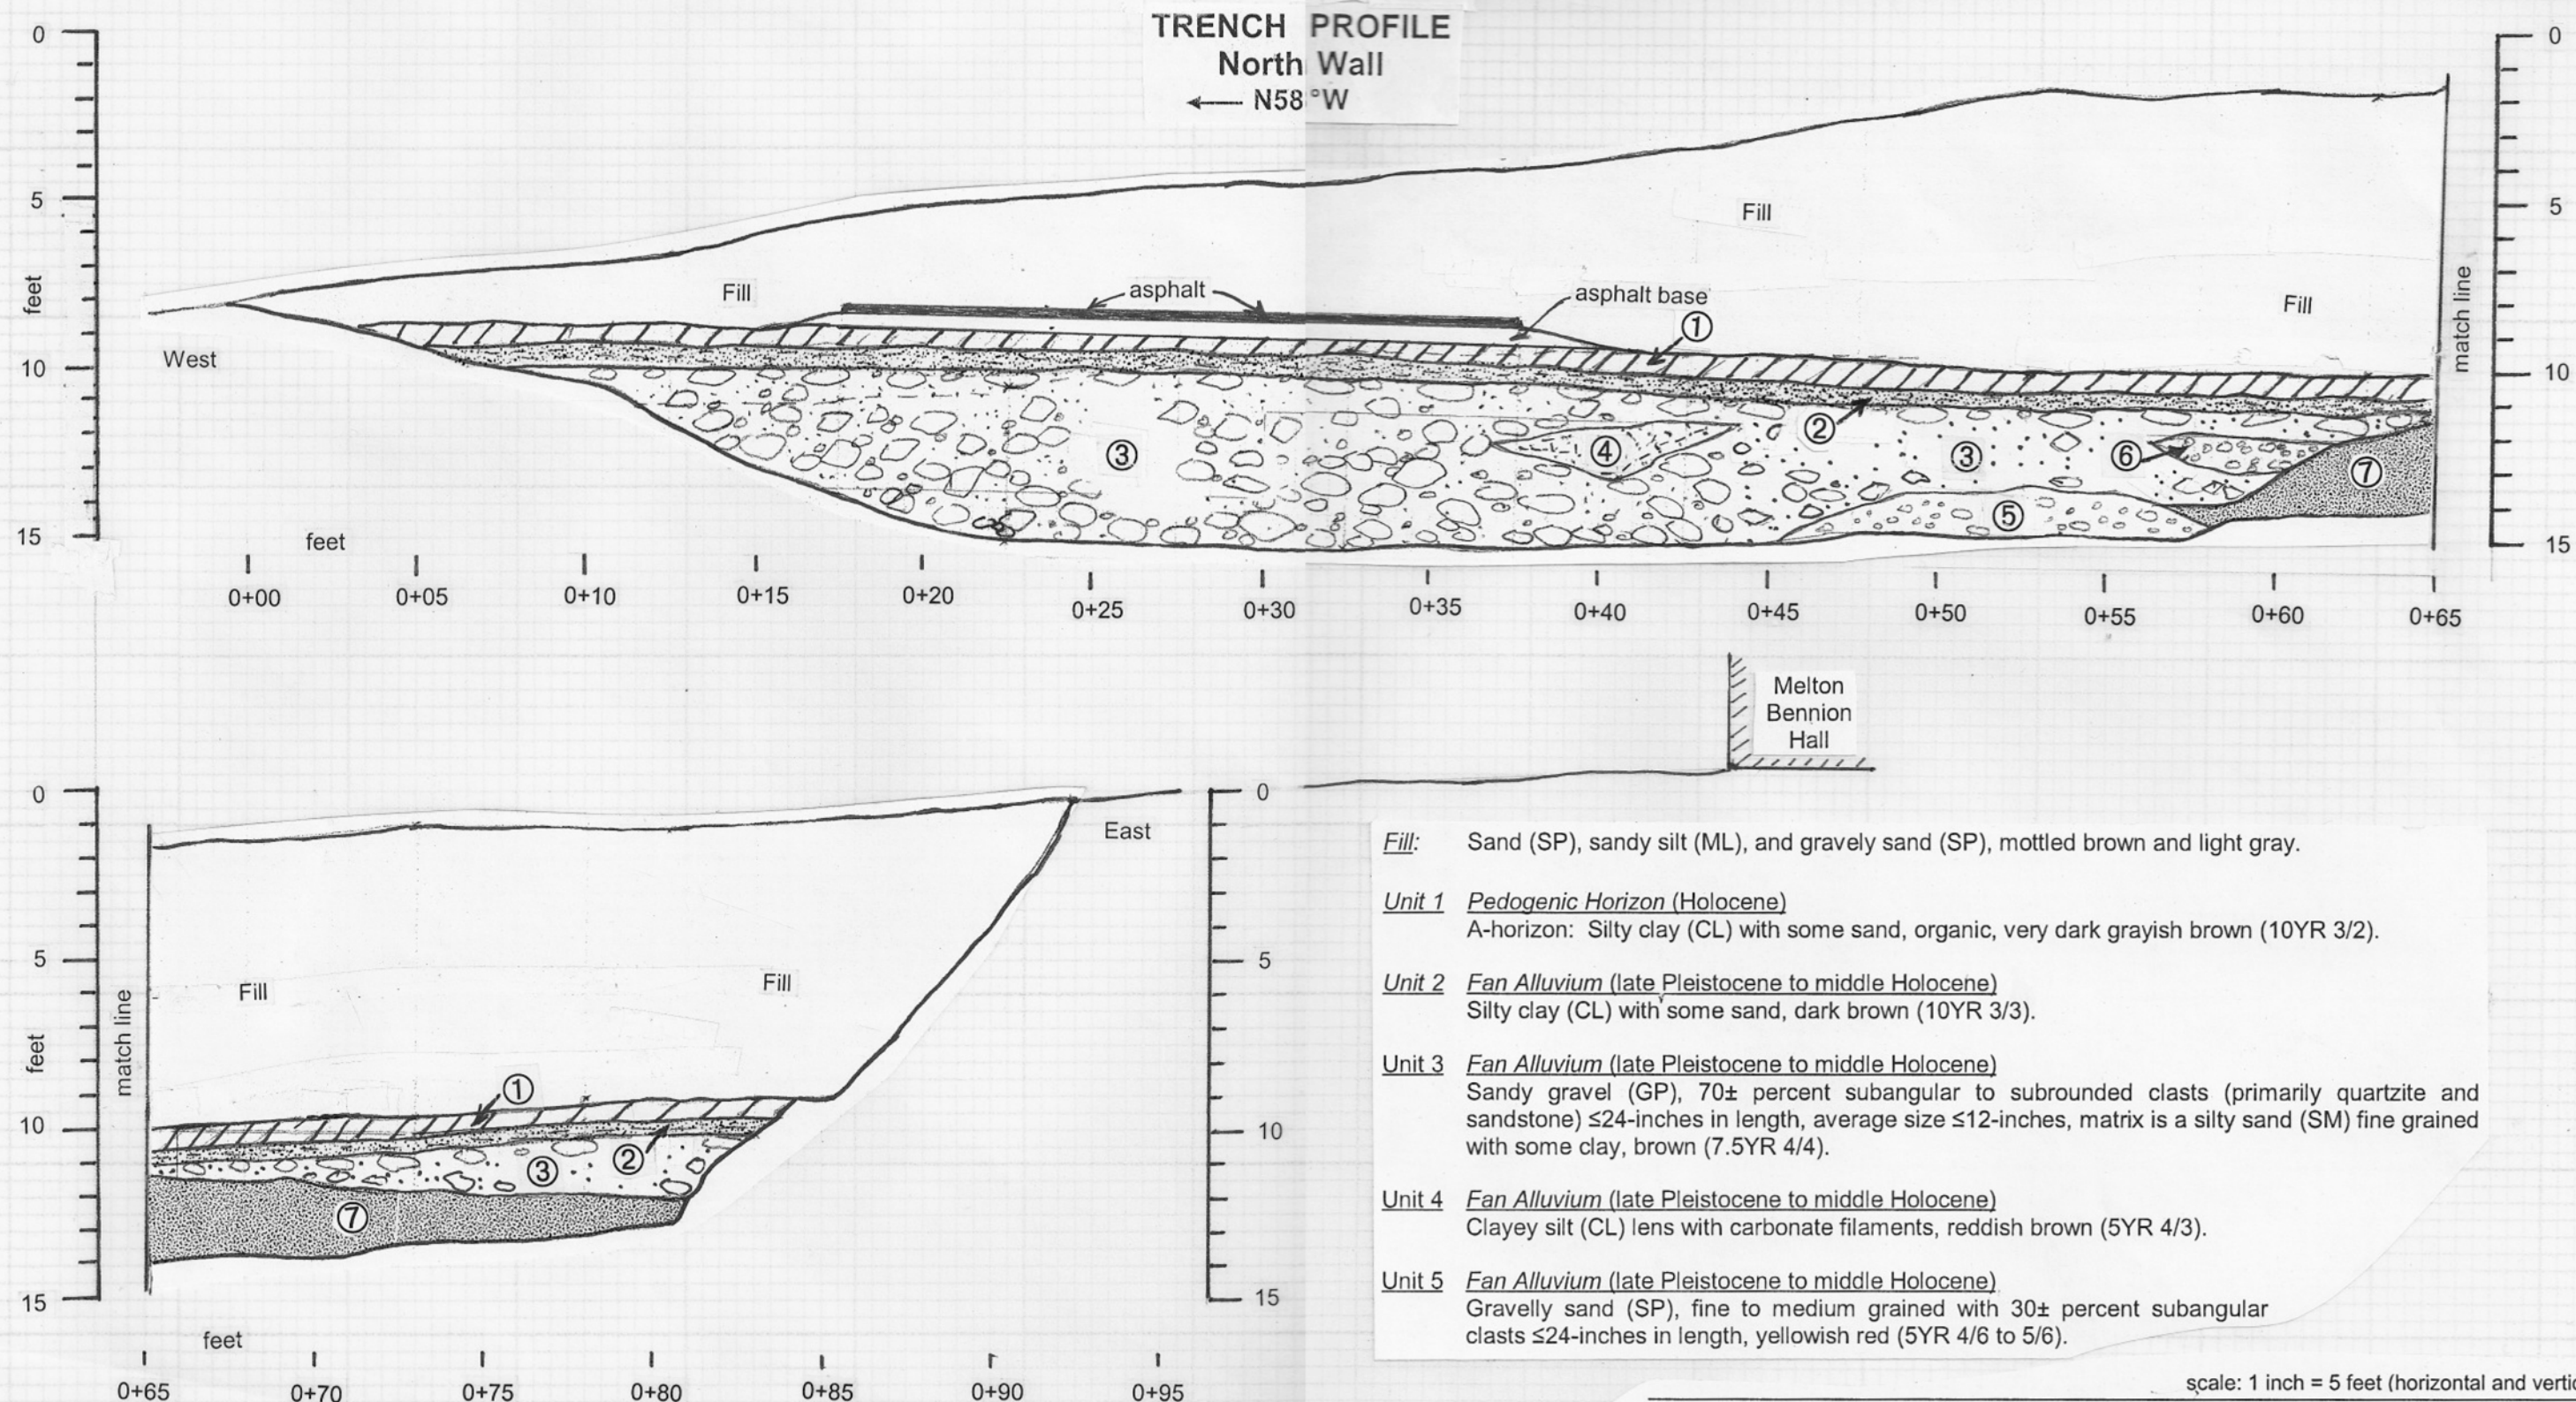 TRENCH PROFILE
North Wall
← N58°W
0
5
10
15
feet
0
5
10
15
Fill
Fill
Fill
asphalt
asphalt base
①
West
②
③
④
③
⑥
⑦
⑤
match line
feet
0+00 0+05 0+10 0+15 0+20 0+25 0+30 0+35 0+40 0+45 0+50 0+55 0+60 0+65
Melton
Bennion
Hall
0
5
10
15
feet
match line
East
0
5
10
15
Fill
Fill
①
②
③
⑦
feet
0+65 0+70 0+75 0+80 0+85 0+90 0+95
Fill: Sand (SP), sandy silt (ML), and gravely sand (SP), mottled brown and light gray.
Unit 1 Pedogenic Horizon (Holocene)
A-horizon: Silty clay (CL) with some sand, organic, very dark grayish brown (10YR 3/2).
Unit 2 Fan Alluvium (late Pleistocene to middle Holocene)
Silty clay (CL) with some sand, dark brown (10YR 3/3).
Unit 3 Fan Alluvium (late Pleistocene to middle Holocene)
Sandy gravel (GP), 70± percent subangular to subrounded clasts (primarily quartzite and
sandstone) ≤24-inches in length, average size ≤12-inches, matrix is a silty sand (SM) fine grained
with some clay, brown (7.5YR 4/4).
Unit 4 Fan Alluvium (late Pleistocene to middle Holocene)
Clayey silt (CL) lens with carbonate filaments, reddish brown (5YR 4/3).
Unit 5 Fan Alluvium (late Pleistocene to middle Holocene)
Gravelly sand (SP), fine to medium grained with 30± percent subangular
clasts ≤24-inches in length, yellowish red (5YR 4/6 to 5/6).
scale: 1 inch = 5 feet (horizontal and vertic